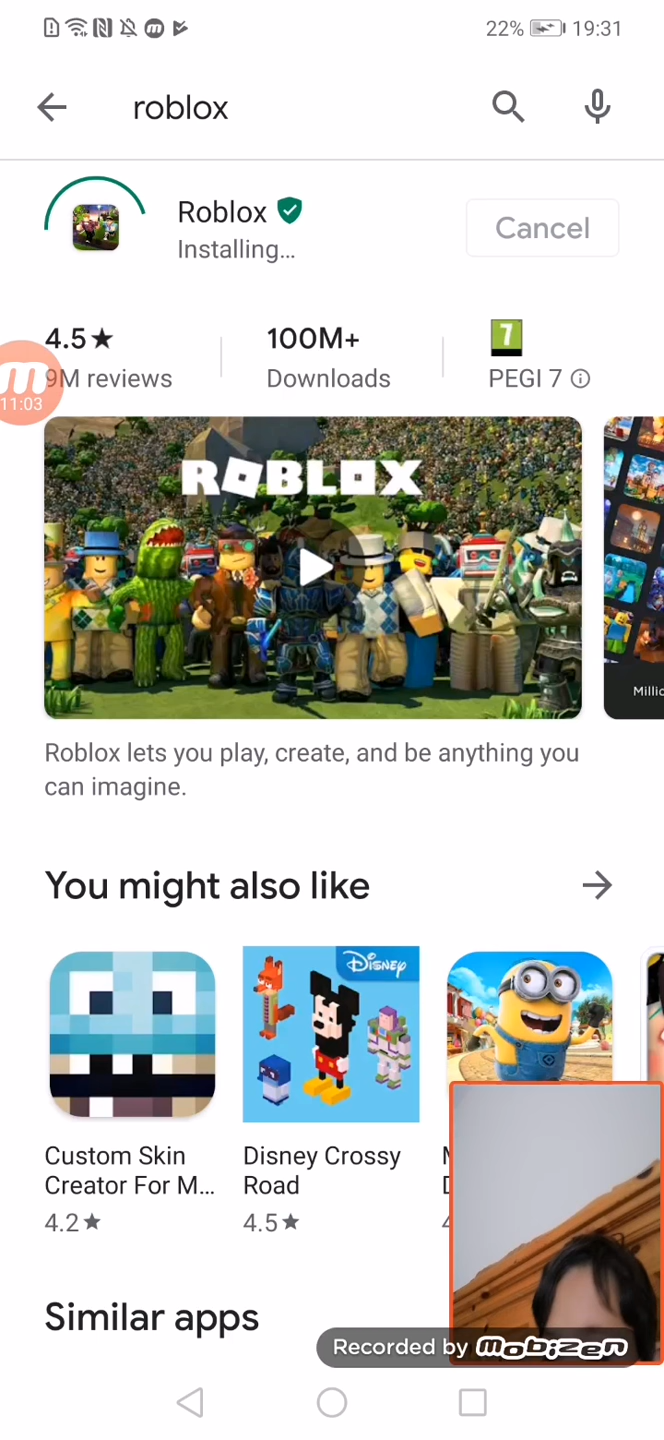 22% 19:31
roblox
Roblox
Installing...
Cancel
4.5★
100M+
7
9M reviews
Downloads
PEGI 7
m
11:03
ROBLOX
Millic
Roblox lets you play, create, and be anything you
can imagine.
You might also like
Disney
Custom Skin
Creator For M...
4.2★
Disney Crossy
Road
4.5★
Similar apps
Recorded by mobizen